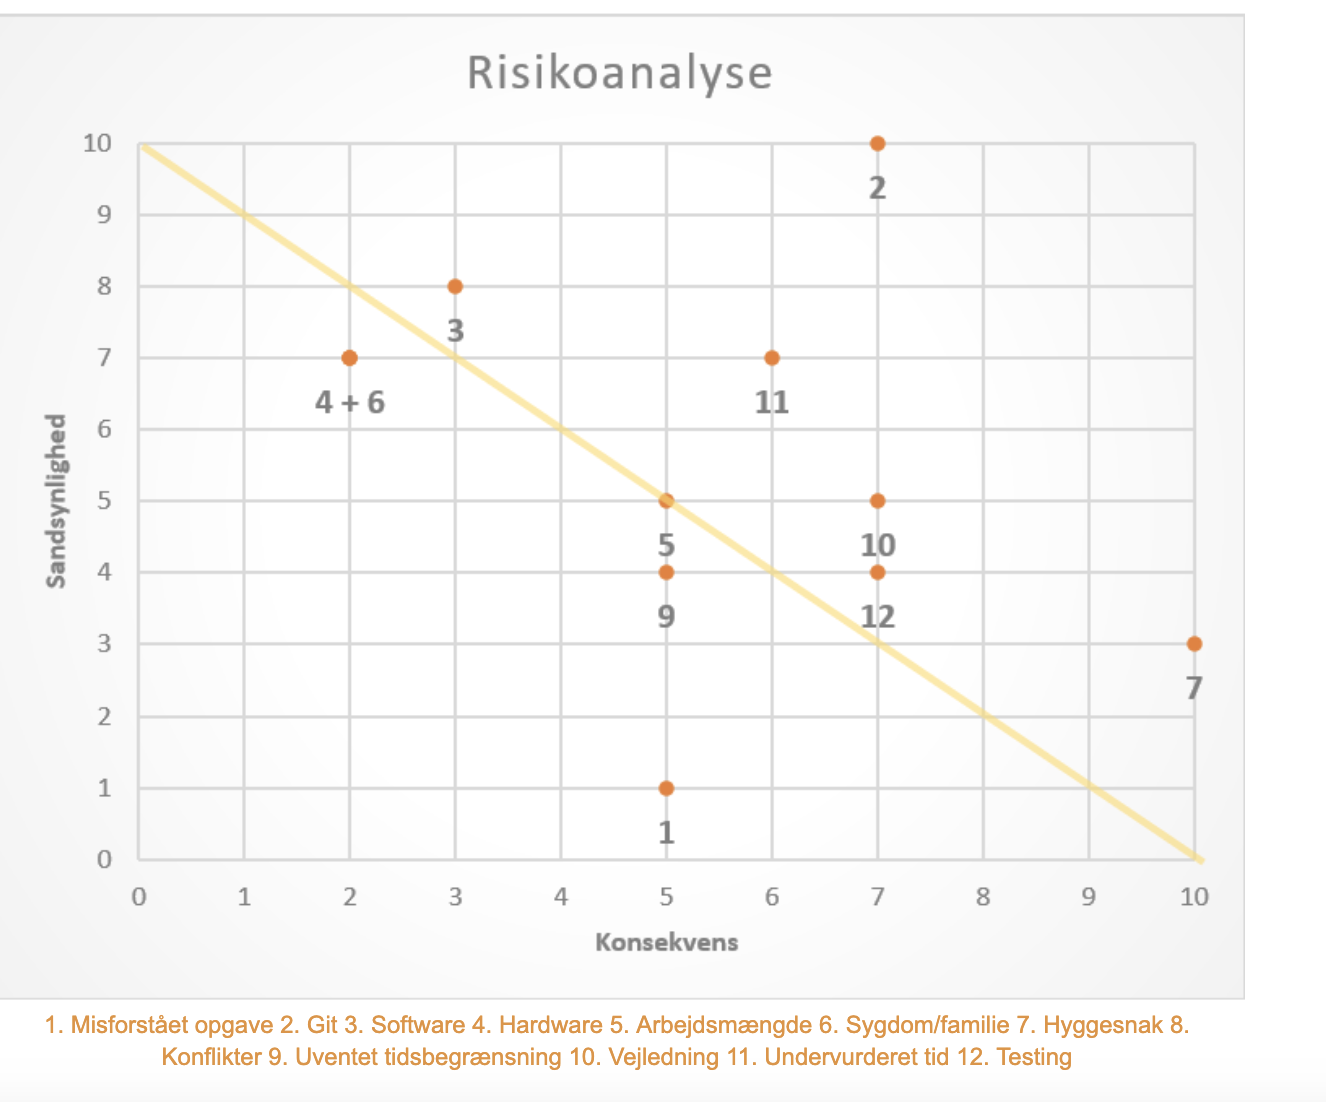 Risikoanalyse
10
2
9
8
3
7
4 + 6
11
6
Sandsynlighed
5
5
10
4
9
12
3
7
2
1
1
0
0 1 2 3 4 5 6 7 8 9 10
Konsekvens
1. Misforstået opgave 2. Git 3. Software 4. Hardware 5. Arbejdsmængde 6. Sygdom/familie 7. Hyggesnak 8.
Konflikter 9. Uventet tidsbegrænsning 10. Vejledning 11. Undervurderet tid 12. Testing